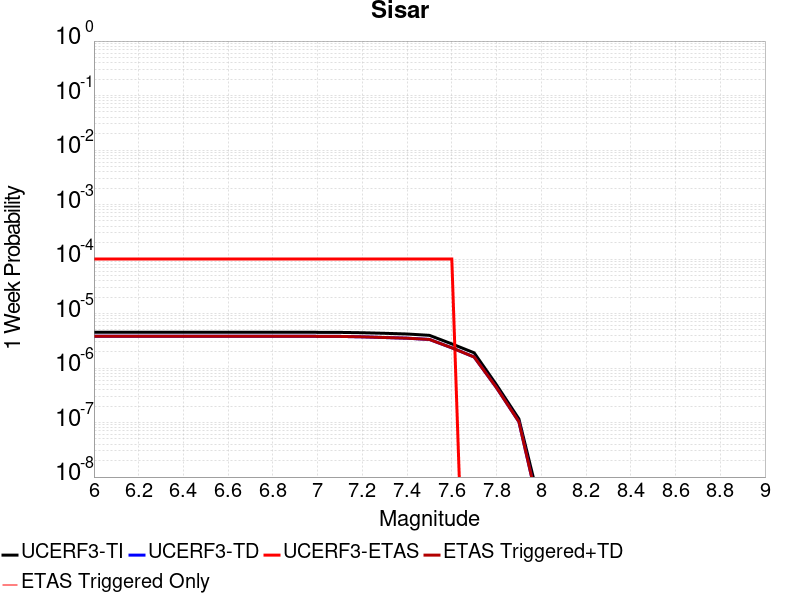 Sisar
10^0
10^-1
10^-2
10^-3
10^-4
10^-5
10^-6
10^-7
10^-8
1 Week Probability
6 6.2 6.4 6.6 6.8 7 7.2 7.4 7.6 7.8 8 8.2 8.4 8.6 8.8 9
Magnitude
UCERF3-TI UCERF3-TD UCERF3-ETAS ETAS Triggered+TD
ETAS Triggered Only